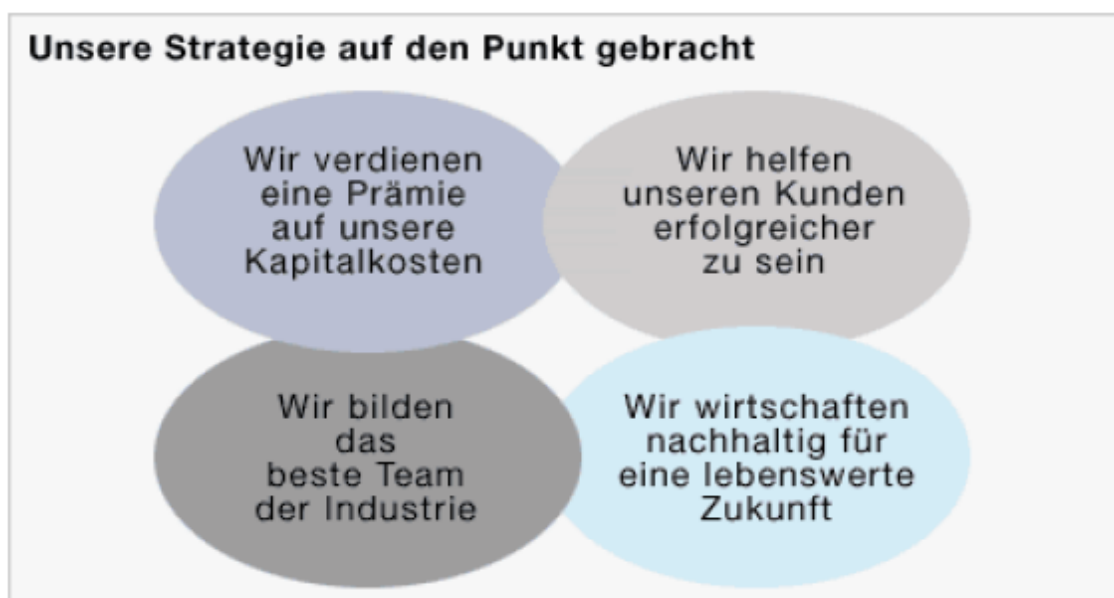 Unsere Strategie auf den Punkt gebracht
Wir verdienen
eine Prämie
auf unsere
Kapitalkosten
Wir helfen
unseren Kunden
erfolgreicher
zu sein
Wir bilden
das
beste Team
der Industrie
Wir wirtschaften
nachhaltig für
eine lebenswerte
Zukunft